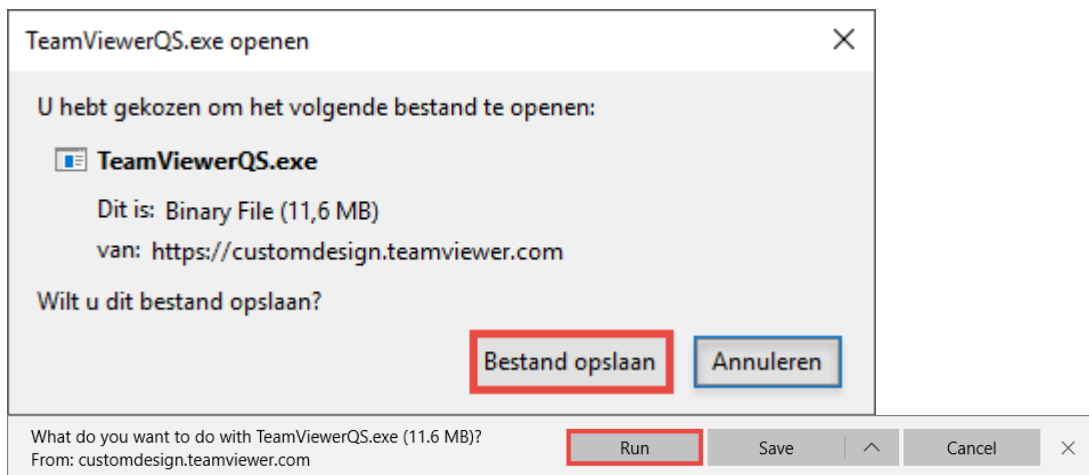 TeamViewerQS.exe openen
U hebt gekozen om het volgende bestand te openen:
TeamViewerQS.exe
Dit is: Binary File (11,6 MB)
van: https://customdesign.teamviewer.com
Wilt u dit bestand opslaan?
Bestand opslaan Annuleren
What do you want to do with TeamViewerQS.exe (11.6 MB)?
From: customdesign.teamviewer.com
Run Save Cancel